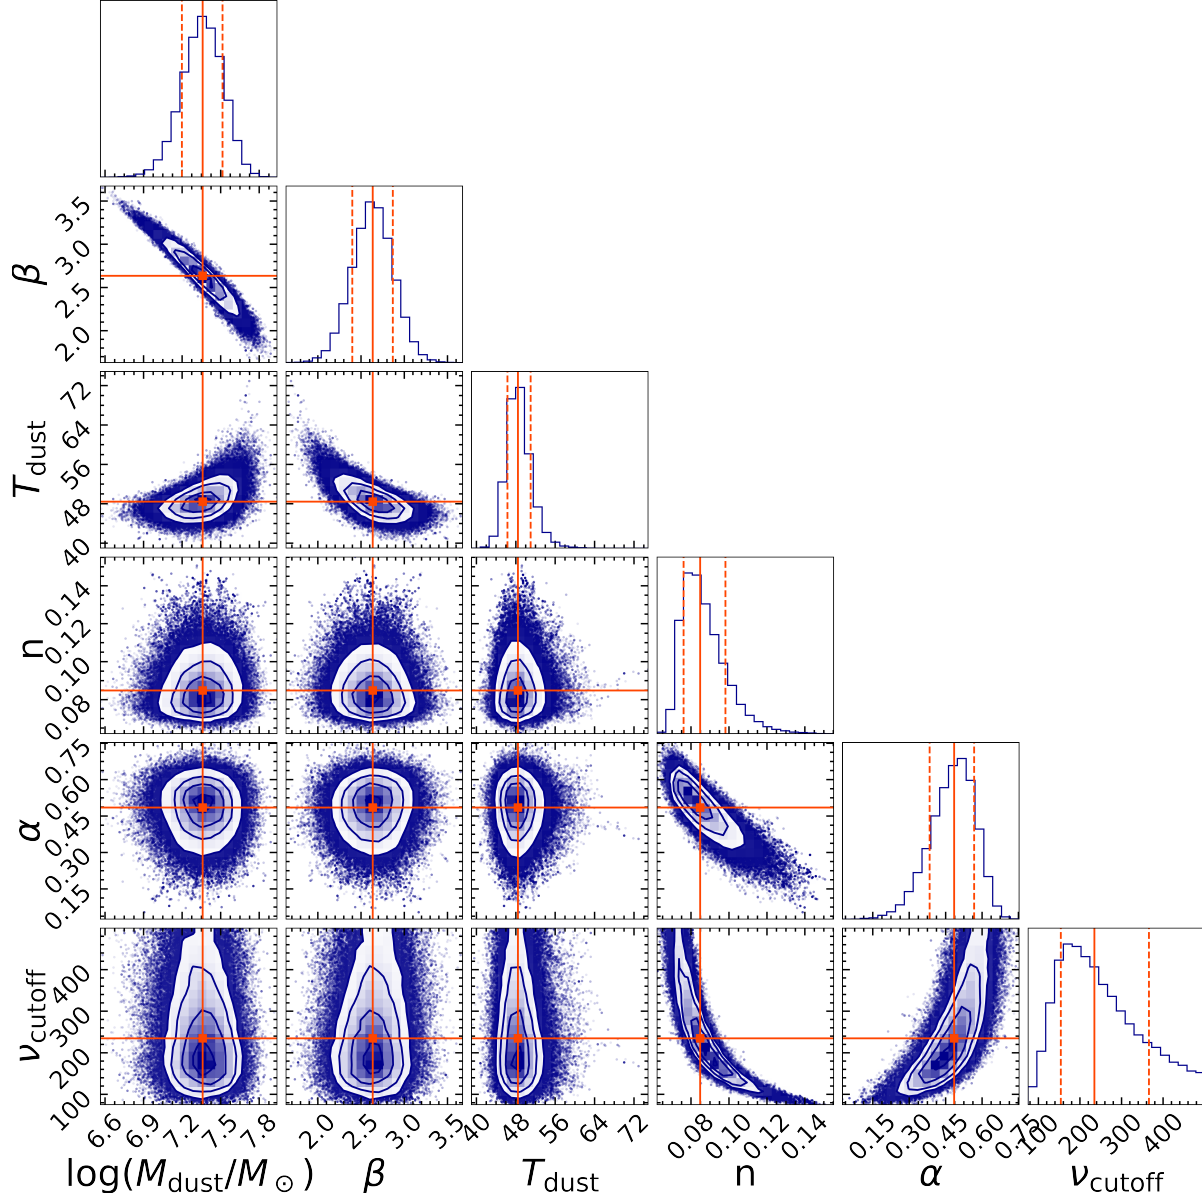 β
3.5
3.0
2.5
2.0
T_dust
72
64
56
48
40
n
0.14
0.12
0.10
0.08
α
0.75
0.60
0.45
0.30
0.15
ν_cutoff
400
300
200
100
6.6 6.9 7.2 7.5 7.8
2.0 2.5 3.0 3.5
40 48 56 64 72
0.08 0.10 0.12 0.14
0.15 0.30 0.45 0.60 0.75
100 200 300 400
log(M_dust/M_⊙) β T_dust n α ν_cutoff